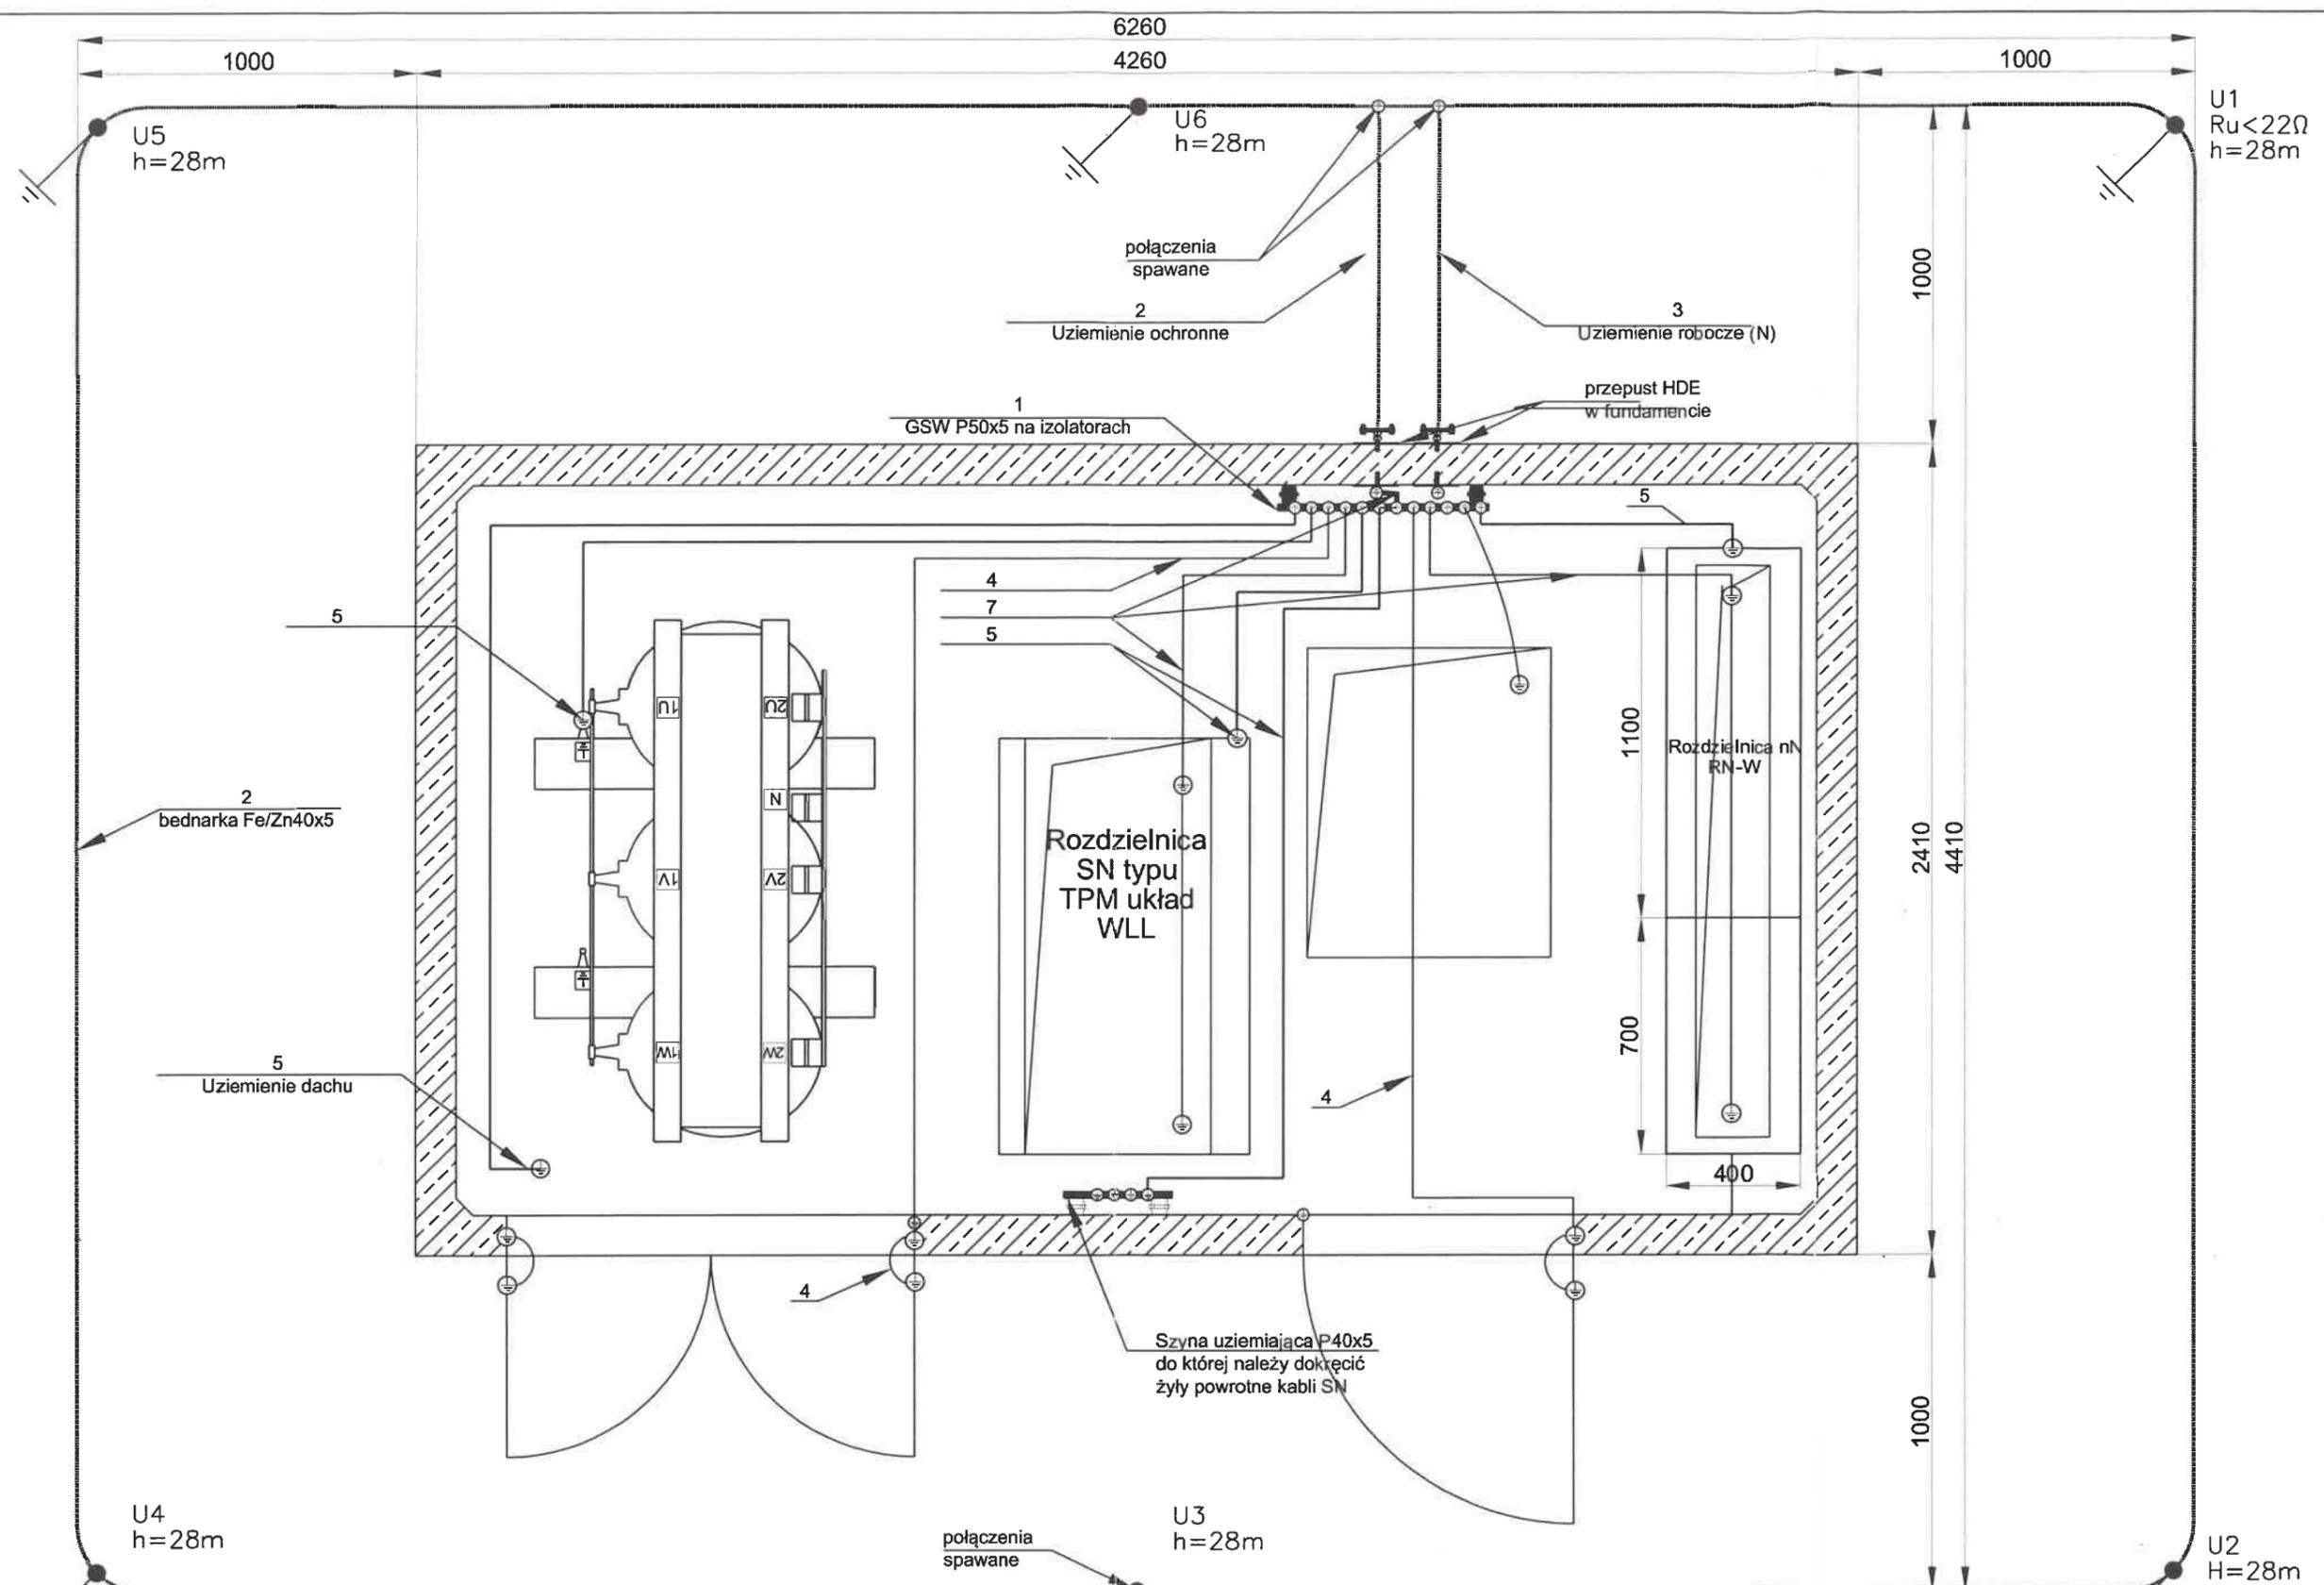 6260
1000
4260
1000
U5
h=28m
U6
h=28m
U1
Ru<22Ω
h=28m
połączenia
spawane
1000
2
Uziemienie ochronne
3
Uziemienie robocze (N)
przepust HDE
w fundamencie
1
GSW P50x5 na izolatorach
5
4
7
5
5
1U
2U
N
1V
2V
1W
2W
1100
Rozdzielnica nN
RN-W
2
bednarka Fe/Zn40x5
Rozdzielnica
SN typu
TPM układ
WLL
2410
4410
700
5
Uziemienie dachu
4
400
4
Szyna uziemiająca P40x5
do której należy dokręcić
żyły powrotne kabli SN
1000
U4
h=28m
połączenia
spawane
U3
h=28m
U2
H=28m